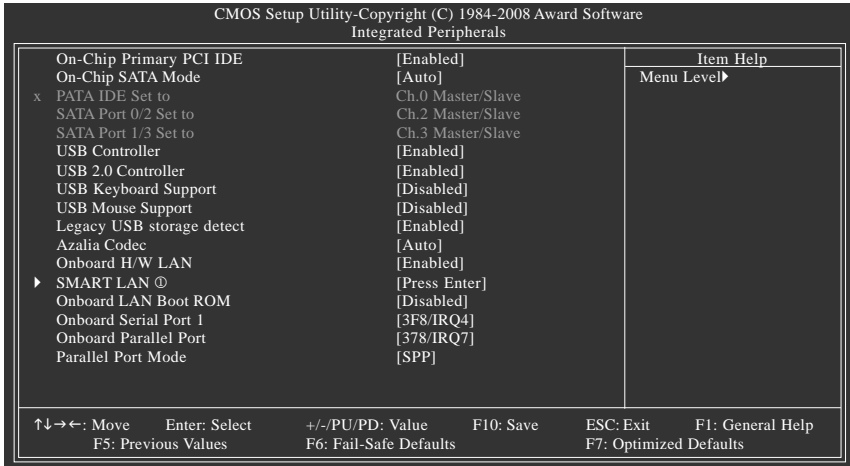 CMOS Setup Utility-Copyright (C) 1984-2008 Award Software
Integrated Peripherals
On-Chip Primary PCI IDE [Enabled] Item Help
On-Chip SATA Mode [Auto] Menu Level▶
x PATA IDE Set to Ch.0 Master/Slave
SATA Port 0/2 Set to Ch.2 Master/Slave
SATA Port 1/3 Set to Ch.3 Master/Slave
USB Controller [Enabled]
USB 2.0 Controller [Enabled]
USB Keyboard Support [Disabled]
USB Mouse Support [Disabled]
Legacy USB storage detect [Enabled]
Azalia Codec [Auto]
Onboard H/W LAN [Enabled]
▶ SMART LAN ① [Press Enter]
Onboard LAN Boot ROM [Disabled]
Onboard Serial Port 1 [3F8/IRQ4]
Onboard Parallel Port [378/IRQ7]
Parallel Port Mode [SPP]
↑↓→←: Move Enter: Select +/-/PU/PD: Value F10: Save ESC: Exit F1: General Help
F5: Previous Values F6: Fail-Safe Defaults F7: Optimized Defaults